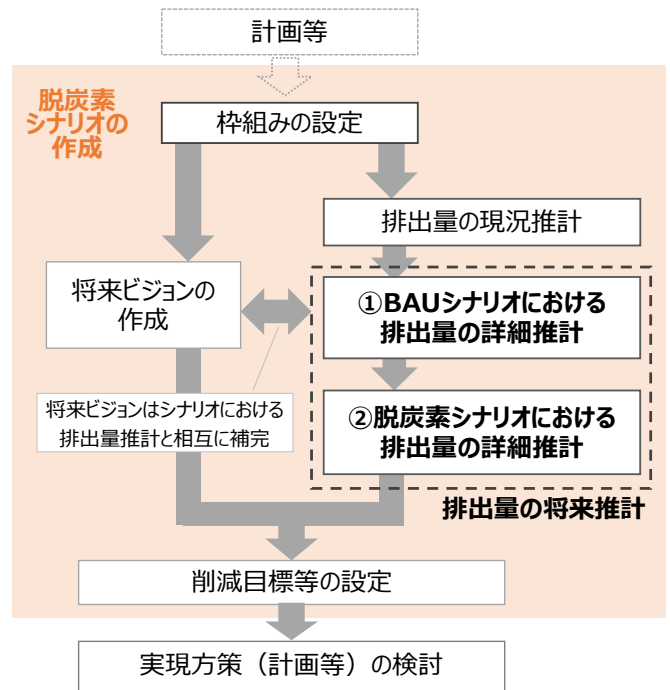 計画等
脱炭素
シナリオの
作成
枠組みの設定
排出量の現況推計
将来ビジョンの
作成
①BAUシナリオにおける
排出量の詳細推計
将来ビジョンはシナリオにおける
排出量推計と相互に補完
②脱炭素シナリオにおける
排出量の詳細推計
排出量の将来推計
削減目標等の設定
実現方策（計画等）の検討